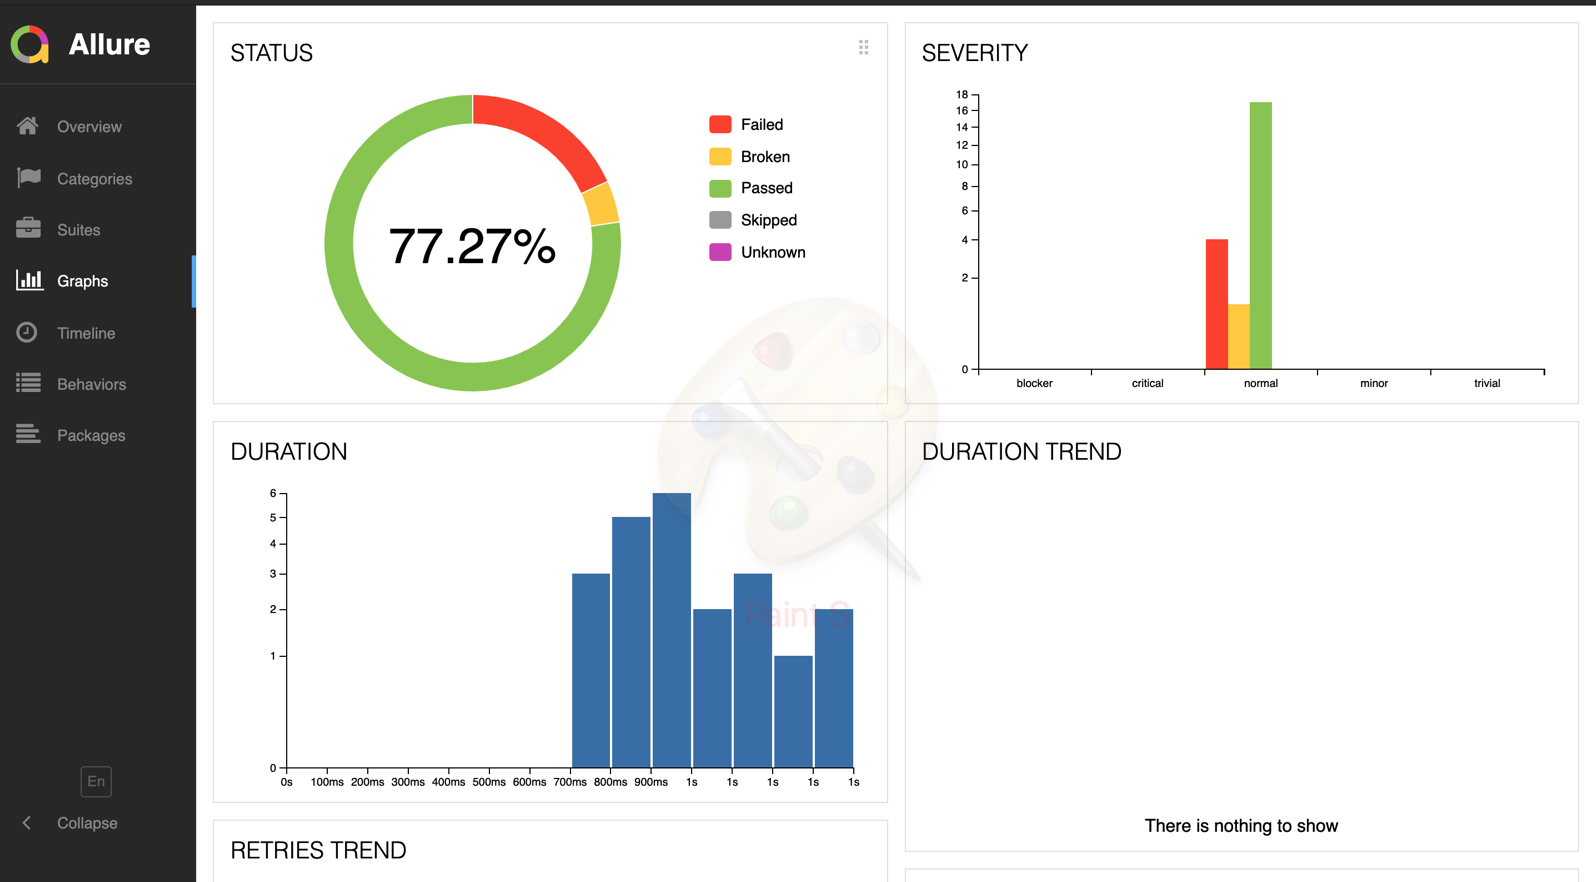 Allure
Overview
Categories
Suites
Graphs
Timeline
Behaviors
Packages
En
Collapse
STATUS
77.27%
Failed
Broken
Passed
Skipped
Unknown
SEVERITY
18
16
14
12
10
8
6
4
2
0
blocker critical normal minor trivial
DURATION
6
5
4
3
2
1
0
0s 100ms 200ms 300ms 400ms 500ms 600ms 700ms 800ms 900ms 1s 1s 1s 1s 1s
Paint S
DURATION TREND
There is nothing to show
RETRIES TREND